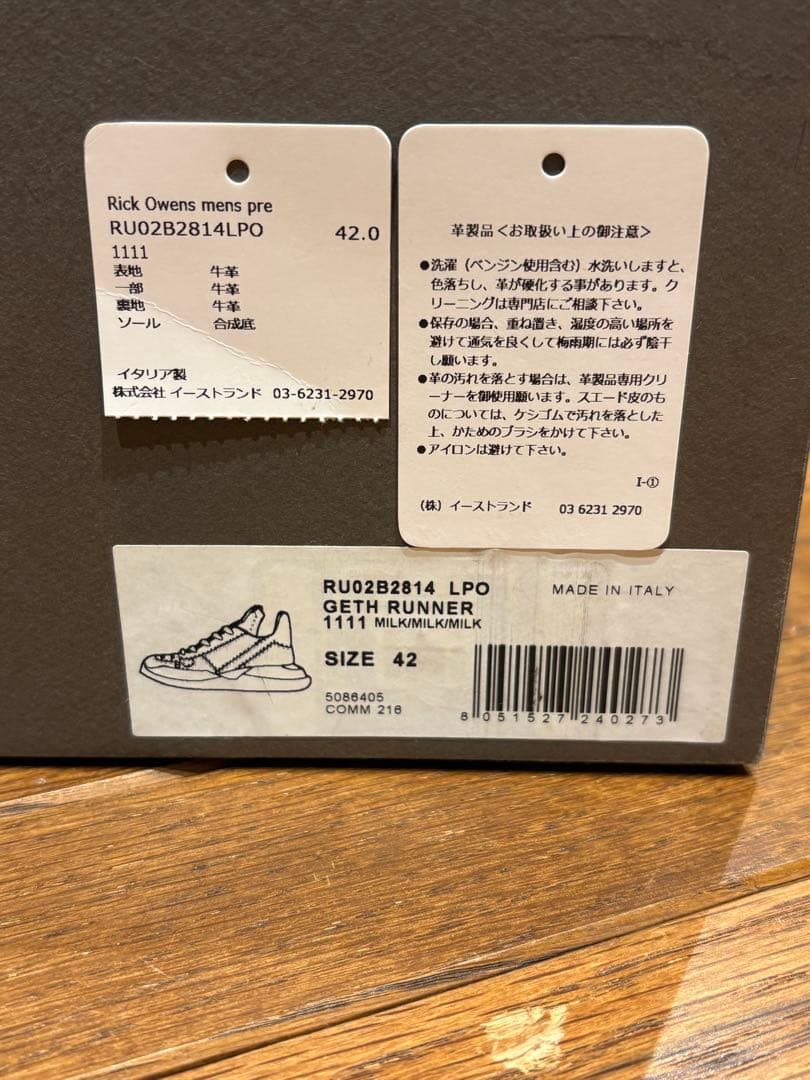 Rick Owens mens pre
RU02B2814LPO 42.0
1111
表地 牛革
一部 牛革
裏地 牛革
ソール 合成底
イタリア製
株式会社 イーストランド 03-6231-2970
革製品<お取扱い上の御注意>
●洗濯（ベンジン使用含む）水洗いしますと、
色落ちし、革が硬化する事があります。ク
リーニングは専門店にご相談下さい。
●保存の場合、重ね置き、湿度の高い場所を
避けて通気を良くして梅雨期には必ず陰干
し願います。
●革の汚れを落とす場合は、革製品専用クリ
ーナーを御使用願います。スエード皮のも
のについては、ケシゴムで汚れを落とした
上、かためのブラシをかけて下さい。
●アイロンは避けて下さい。
I-①
（株）イーストランド 03 6231 2970
RU02B2814 LPO MADE IN ITALY
GETH RUNNER
1111 MILK/MILK/MILK
SIZE 42
5086405
COMM 216
8 051527 240273